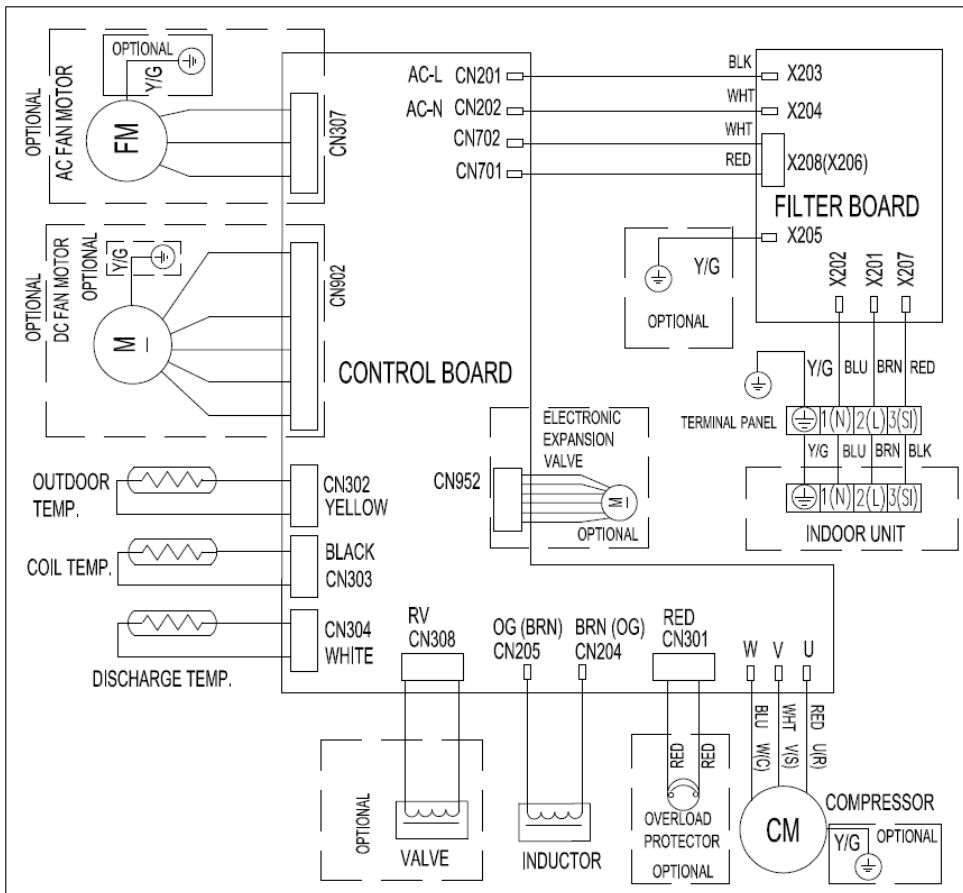 OPTIONAL
AC FAN MOTOR
OPTIONAL
Y/G
FM
CN307
AC-L CN201
AC-N CN202
CN702
CN701
BLK
WHT
WHT
RED
X203
X204
X208(X206)
FILTER BOARD
X205
X202
X201
X207
Y/G
OPTIONAL
OPTIONAL
DC FAN MOTOR
OPTIONAL
Y/G
M
CN902
CONTROL BOARD
Y/G BLU BRN RED
TERMINAL PANEL
1(N) 2(L) 3(SI)
Y/G BLU BRN BLK
1(N) 2(L) 3(SI)
INDOOR UNIT
ELECTRONIC
EXPANSION
VALVE
CN952
M
OPTIONAL
OUTDOOR
TEMP.
CN302
YELLOW
COIL TEMP.
BLACK
CN303
DISCHARGE TEMP.
CN304
WHITE
RV
CN308
OG (BRN)
CN205
BRN (OG)
CN204
RED
CN301
W V U
OPTIONAL
VALVE
INDUCTOR
RED
RED
OVERLOAD
PROTECTOR
OPTIONAL
BLU W(C)
WHT V(S)
RED U(R)
CM
COMPRESSOR
Y/G
OPTIONAL